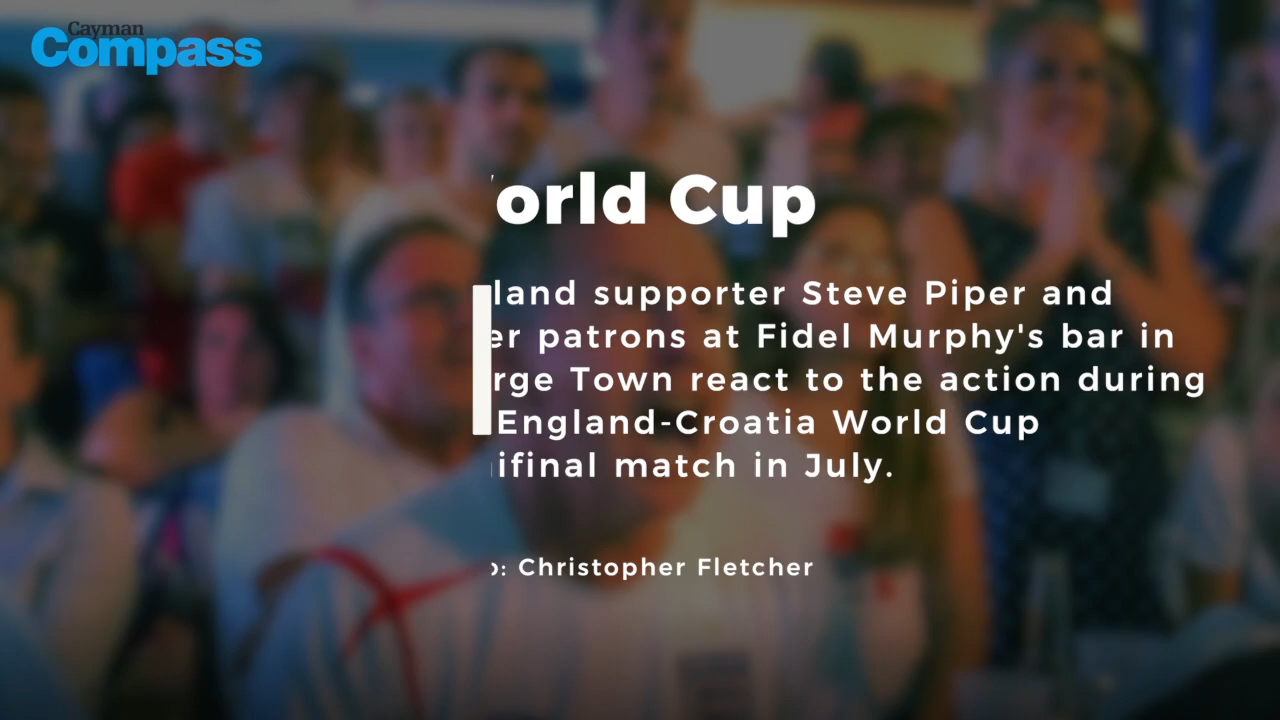 Cayman
Compass
orld Cup
land supporter Steve Piper and
er patrons at Fidel Murphy's bar in
rge Town react to the action during
England-Croatia World Cup
ifinal match in July.
o: Christopher Fletcher